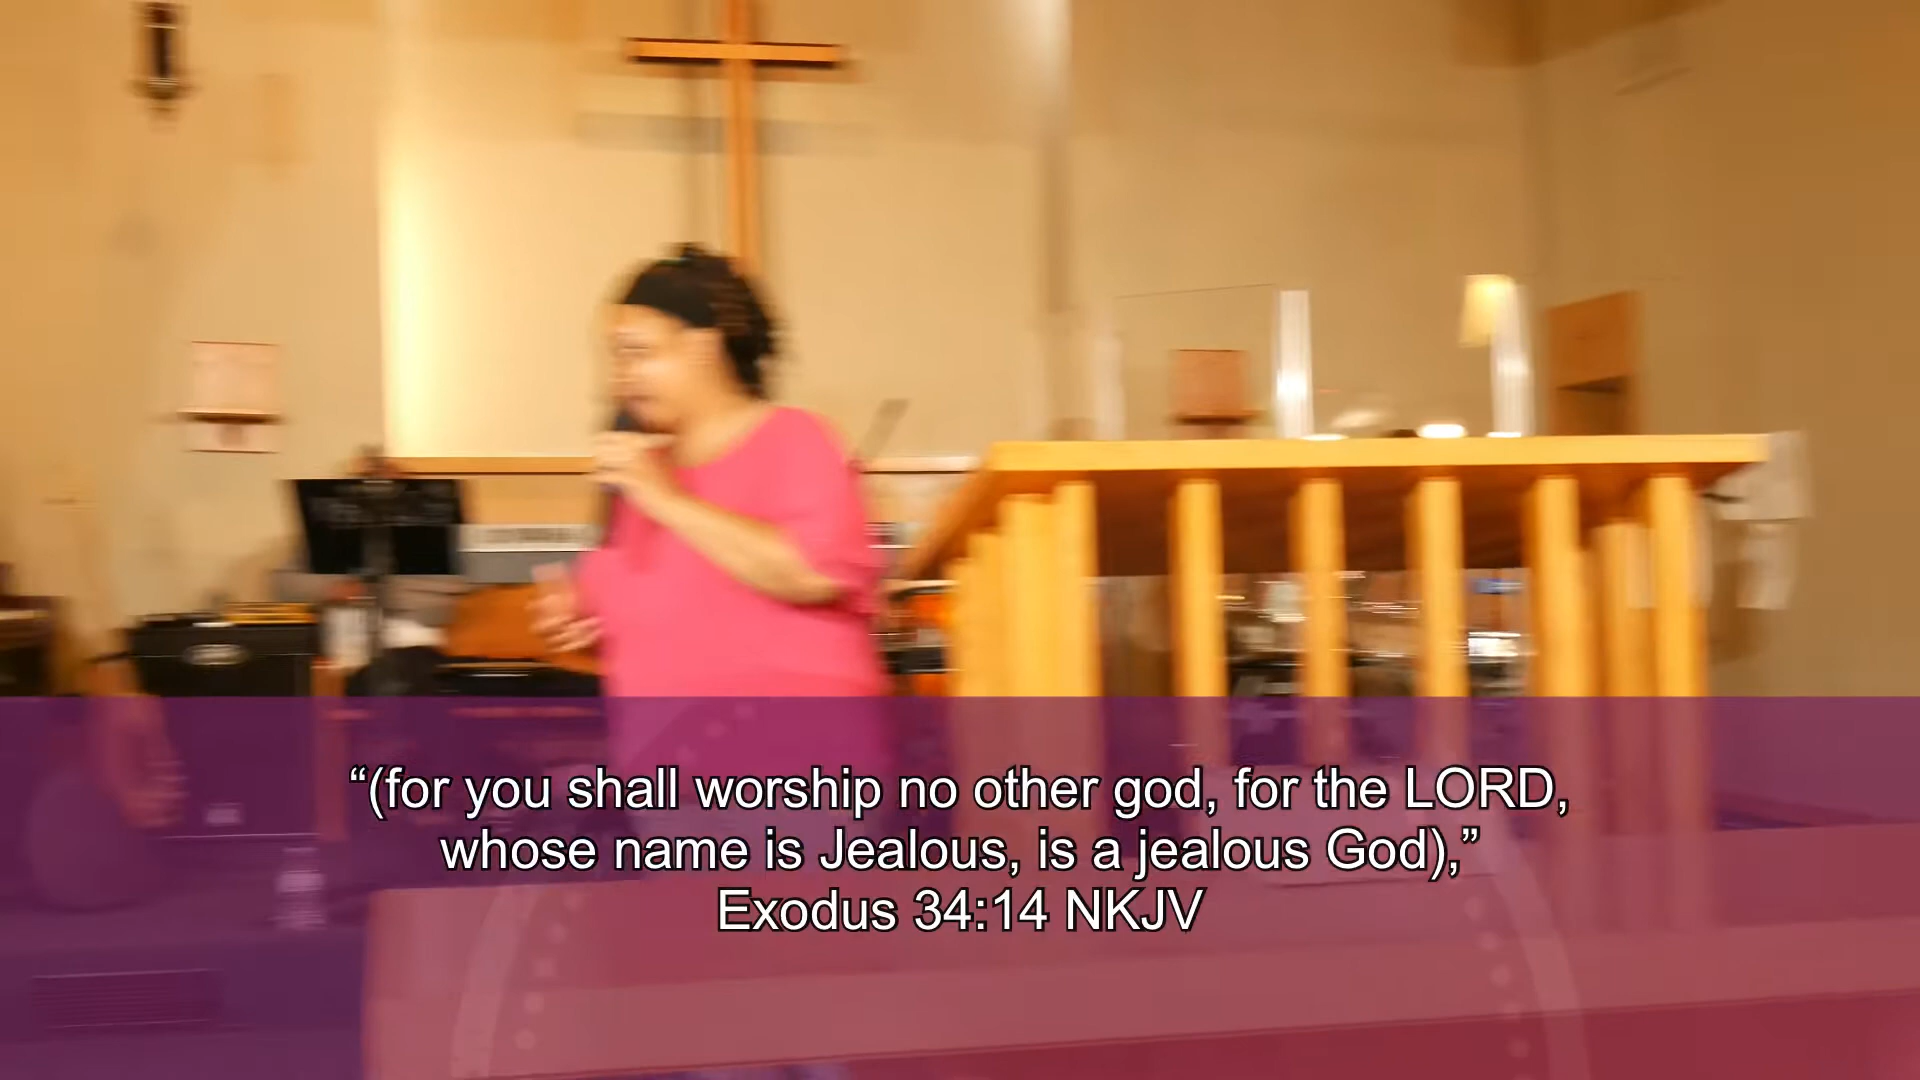 “(for you shall worship no other god, for the LORD,
whose name is Jealous, is a jealous God),”
Exodus 34:14 NKJV